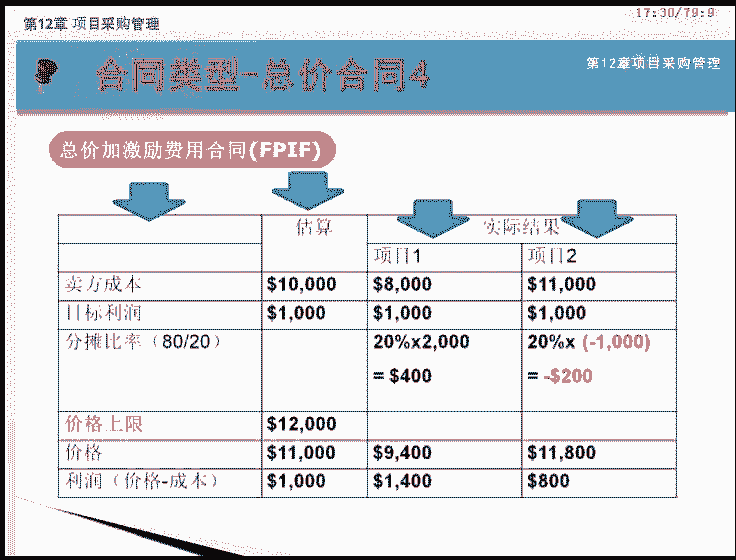 第12章 项目采购管理
17:30/79:9
合同类型-总价合同4
第12章项目采购管理
总价加激励费用合同(FPIF)
估算 实际结果
项目1 项目2
卖方成本 $10,000 $8,000 $11,000
目标利润 $1,000 $1,000 $1,000
分摊比率（80/20） 20%x2,000 20%x (-1,000)
= $400 = -$200
价格上限 $12,000
价格 $11,000 $9,400 $11,800
利润（价格-成本） $1,000 $1,400 $800